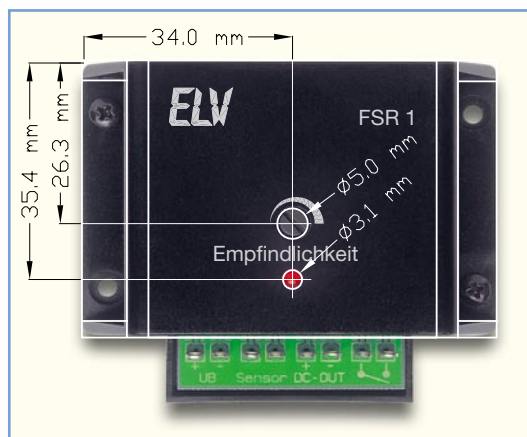 34.0 mm
ELV
FSR 1
35.4 mm
26.3 mm
Ø5.0 mm
Ø3.1 mm
Empfindlichkeit
+ - + -
UB Sensor DC-OUT